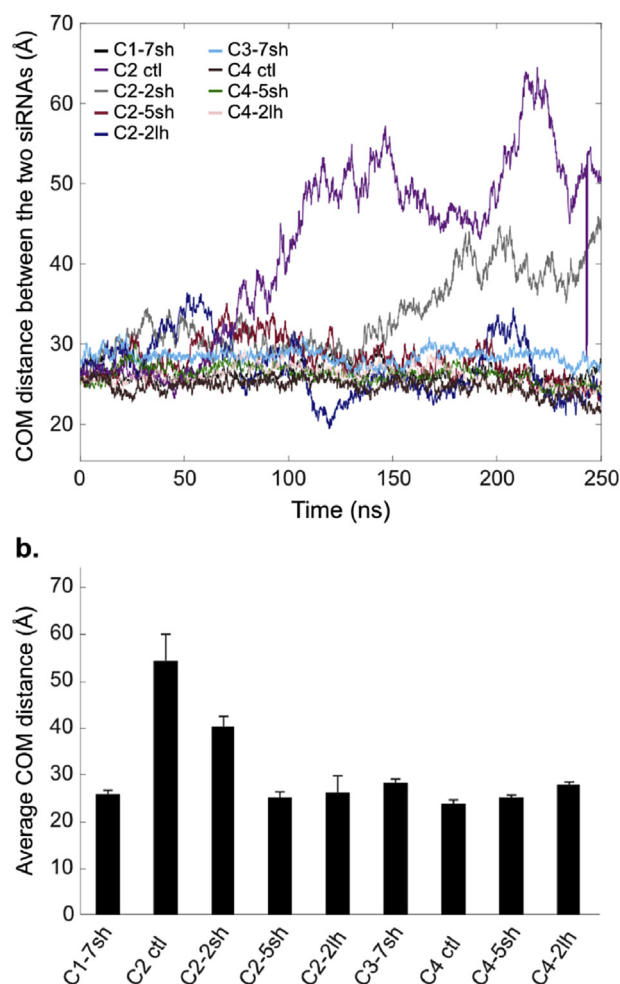 COM distance between the two siRNAs (Å)
70
60
50
40
30
20
C1-7sh
C2 ctl
C2-2sh
C2-5sh
C2-2lh
C3-7sh
C4 ctl
C4-5sh
C4-2lh
0
50
100
150
200
250
Time (ns)
b.
Average COM distance (Å)
70
60
50
40
30
20
10
0
C1-7sh
C2 ctl
C2-2sh
C2-5sh
C2-2lh
C3-7sh
C4 ctl
C4-5sh
C4-2lh